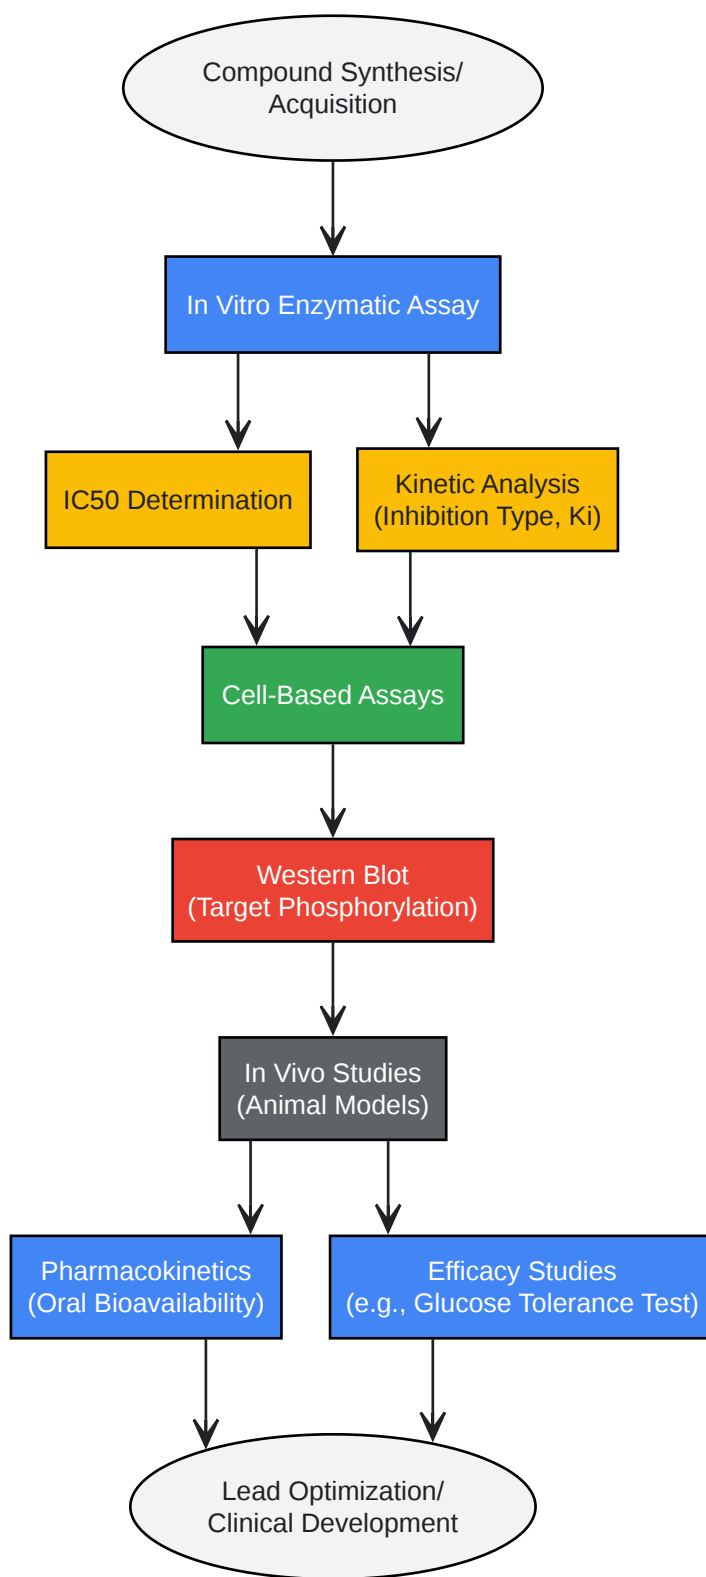 Compound Synthesis/
Acquisition
In Vitro Enzymatic Assay
IC50 Determination
Kinetic Analysis
(Inhibition Type, Ki)
Cell-Based Assays
Western Blot
(Target Phosphorylation)
In Vivo Studies
(Animal Models)
Pharmacokinetics
(Oral Bioavailability)
Efficacy Studies
(e.g., Glucose Tolerance Test)
Lead Optimization/
Clinical Development